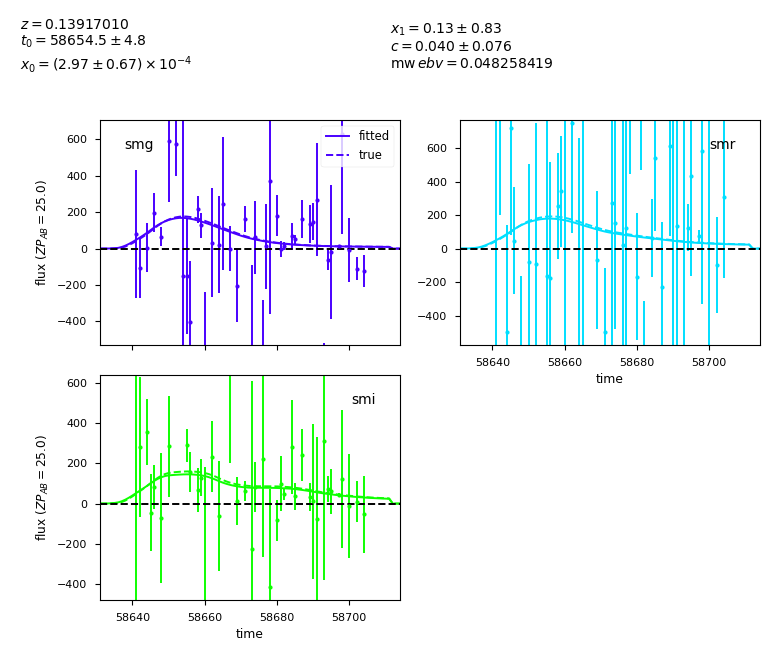 z = 0.13917010
t₀ = 58654.5 ± 4.8
x₀ = (2.97 ± 0.67) × 10⁻⁴
x₁ = 0.13 ± 0.83
c = 0.040 ± 0.076
mw ebv = 0.048258419
smg
fitted
true
600
400
200
0
−200
−400
flux (ZP_AB = 25.0)
smr
600
400
200
0
−200
−400
58640 58660 58680 58700
time
smi
600
400
200
0
−200
−400
flux (ZP_AB = 25.0)
58640 58660 58680 58700
time